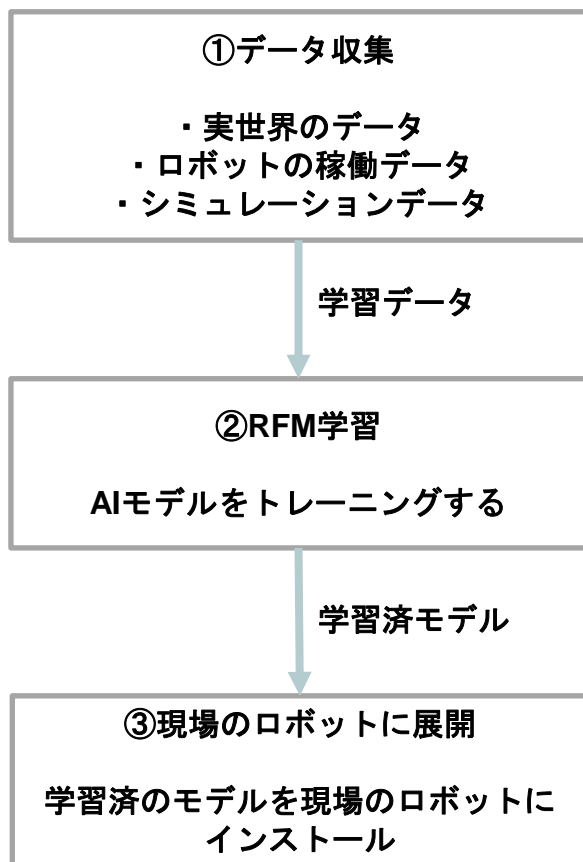 ①データ収集
・実世界のデータ
・ロボットの稼働データ
・シミュレーションデータ
学習データ
②RFM学習
AIモデルをトレーニングする
学習済モデル
③現場のロボットに展開
学習済のモデルを現場のロボットに
インストール